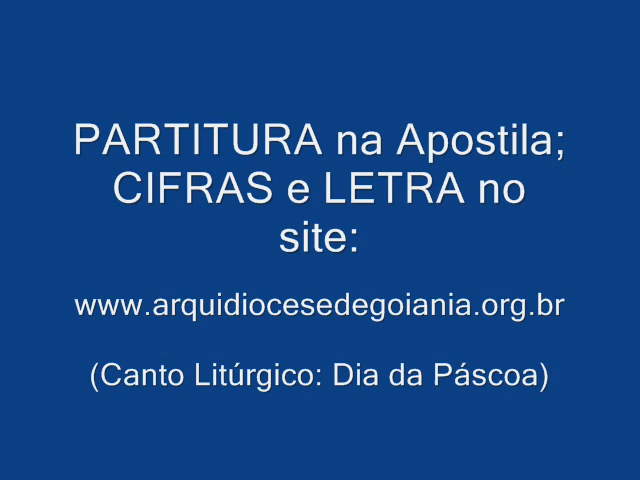 PARTITURA na Apostila;
CIFRAS e LETRA no
site:
www.arquidiocesedegoiania.org.br
(Canto Litúrgico: Dia da Páscoa)